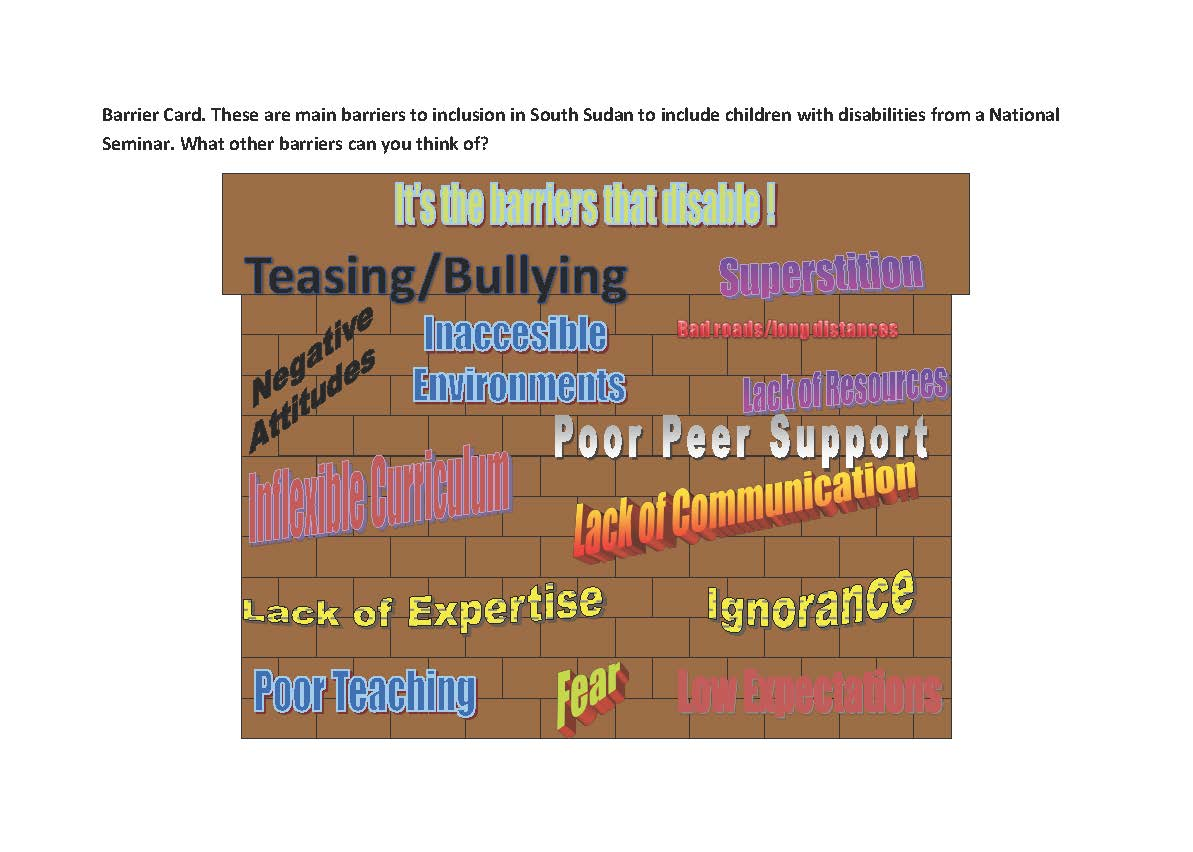 Barrier Card. These are main barriers to inclusion in South Sudan to include children with disabilities from a National
Seminar. What other barriers can you think of?
It's the barriers that disable !
Teasing/Bullying
Superstition
Negative
Attitudes
Inaccesible
Environments
Bad roads/long distances
Lack of Resources
Poor Peer Support
Inflexible Curriculum
Lack of Communication
Lack of Expertise
Ignorance
Poor Teaching
Fear
Low Expectations